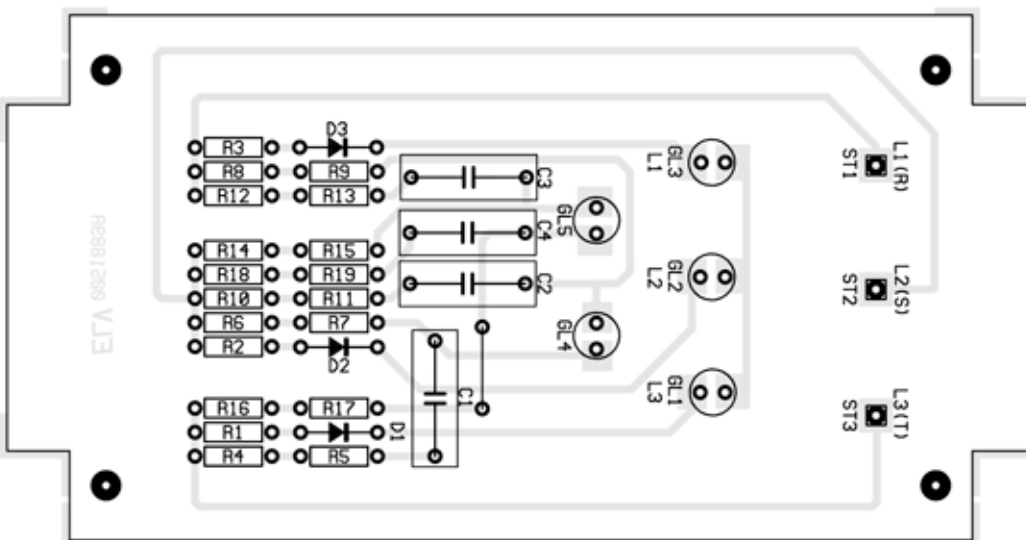 D3
R3
R8 R9
R12 R13
C3
R14 R15
C4
R18 R19
R10 R11
C2
R6 R7
R2
D2
R16 R17
C1
R1
D1
R4 R5
GL5
GL4
L1 GL3
L2 GL2
L3 GL1
ST1 L1(R)
ST2 L2(S)
ST3 L3(T)
ELV